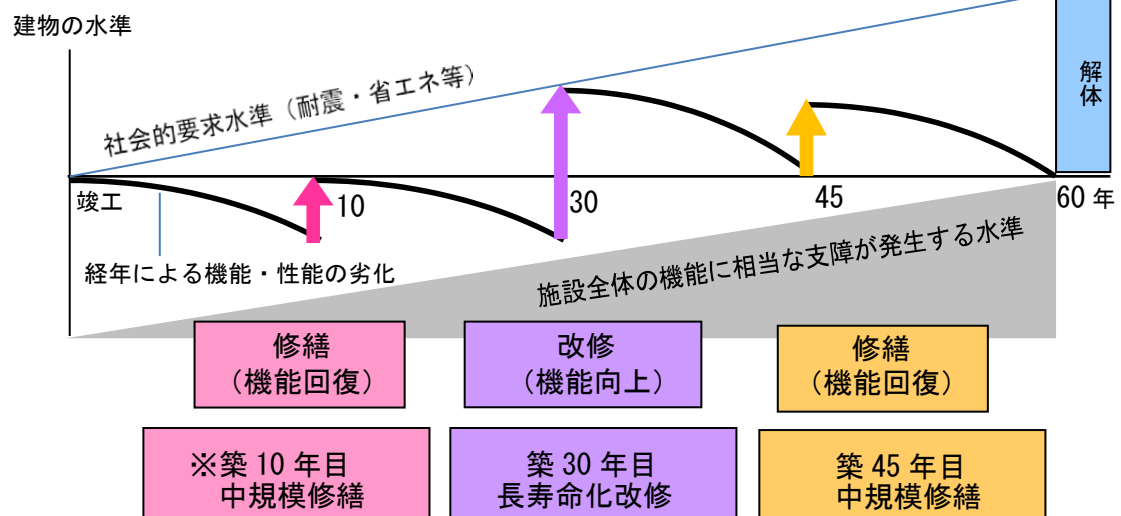 建物の水準
解体
社会的要求水準（耐震・省エネ等）
竣工
10
30
45
60 年
経年による機能・性能の劣化
施設全体の機能に相当な支障が発生する水準
修繕
（機能回復）
改修
（機能向上）
修繕
（機能回復）
※築 10 年目
中規模修繕
築 30 年目
長寿命化改修
築 45 年目
中規模修繕